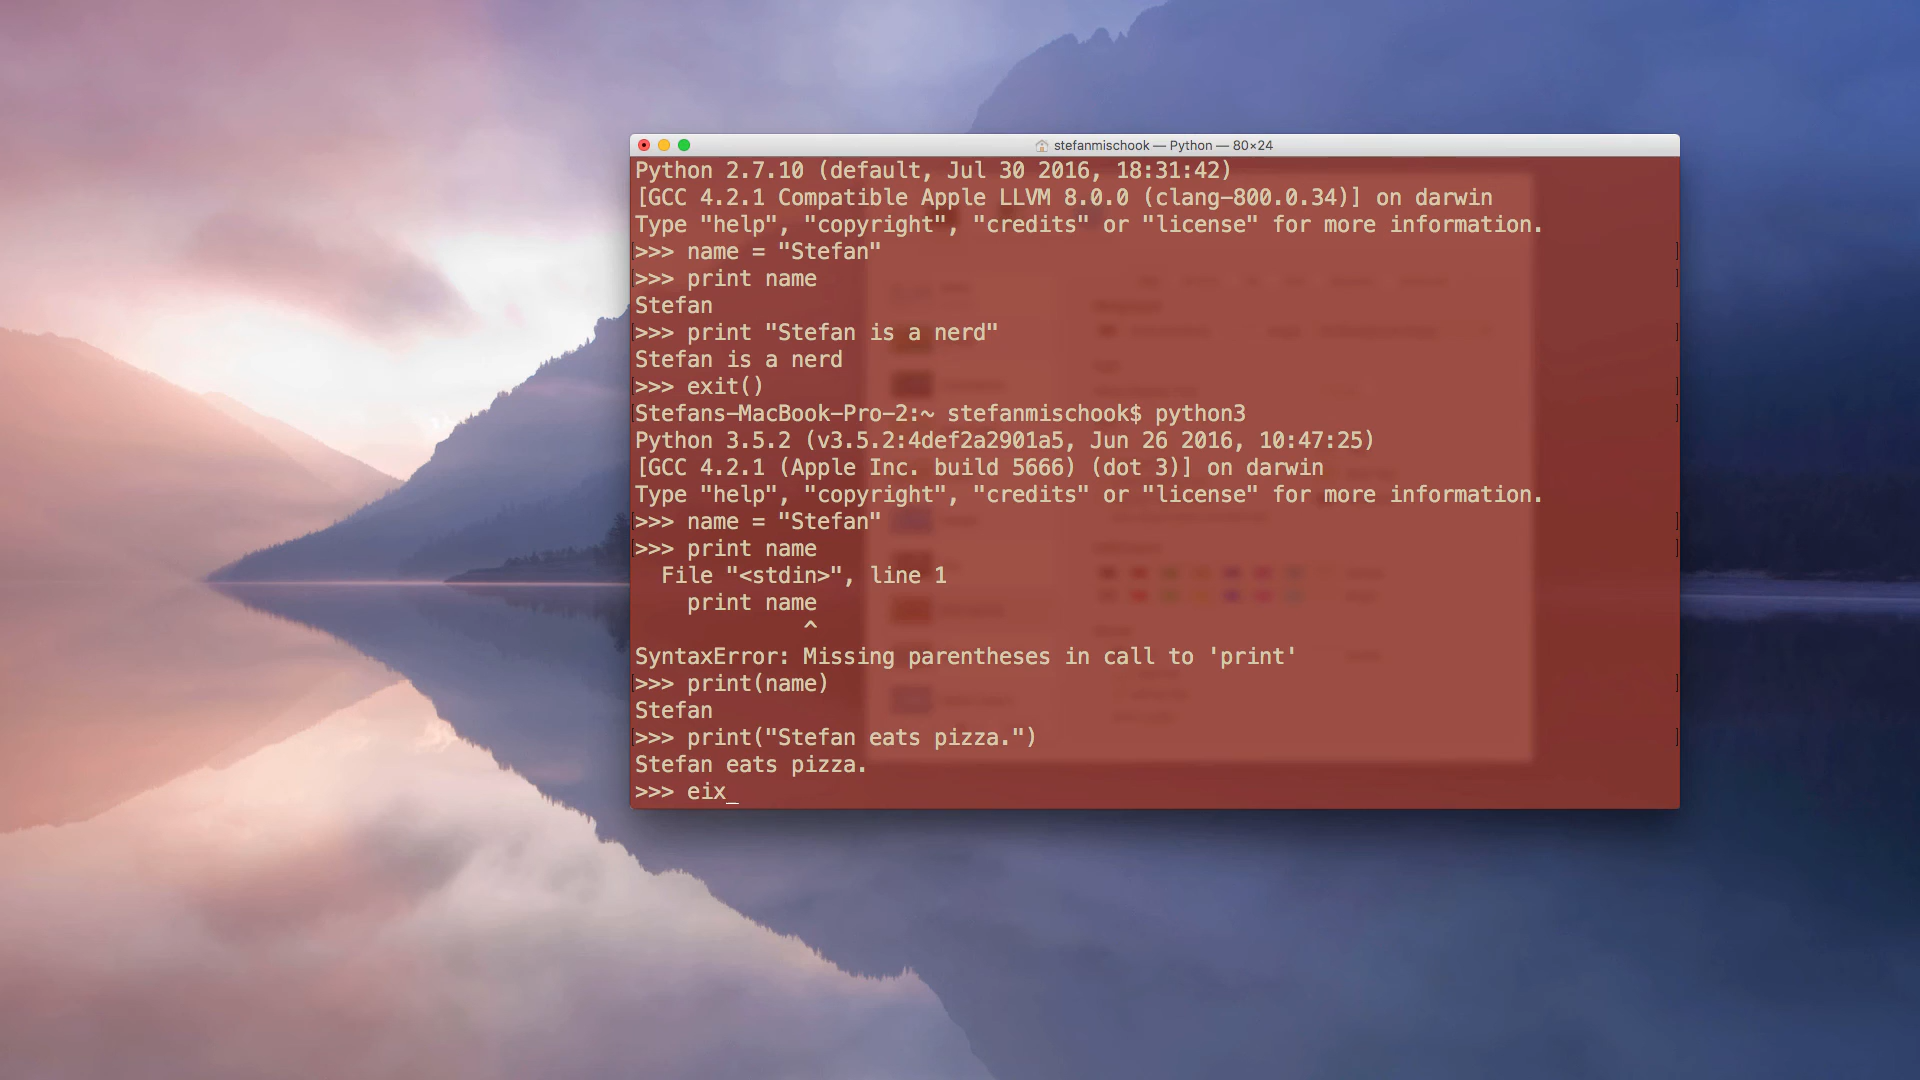 stefanmischook — Python — 80×24
Python 2.7.10 (default, Jul 30 2016, 18:31:42)
[GCC 4.2.1 Compatible Apple LLVM 8.0.0 (clang-800.0.34)] on darwin
Type "help", "copyright", "credits" or "license" for more information.
>>> name = "Stefan"
>>> print name
Stefan
>>> print "Stefan is a nerd"
Stefan is a nerd
>>> exit()
Stefans-MacBook-Pro-2:~ stefanmischook$ python3
Python 3.5.2 (v3.5.2:4def2a2901a5, Jun 26 2016, 10:47:25)
[GCC 4.2.1 (Apple Inc. build 5666) (dot 3)] on darwin
Type "help", "copyright", "credits" or "license" for more information.
>>> name = "Stefan"
>>> print name
  File "<stdin>", line 1
    print name
             ^
SyntaxError: Missing parentheses in call to 'print'
>>> print(name)
Stefan
>>> print("Stefan eats pizza.")
Stefan eats pizza.
>>> eix_